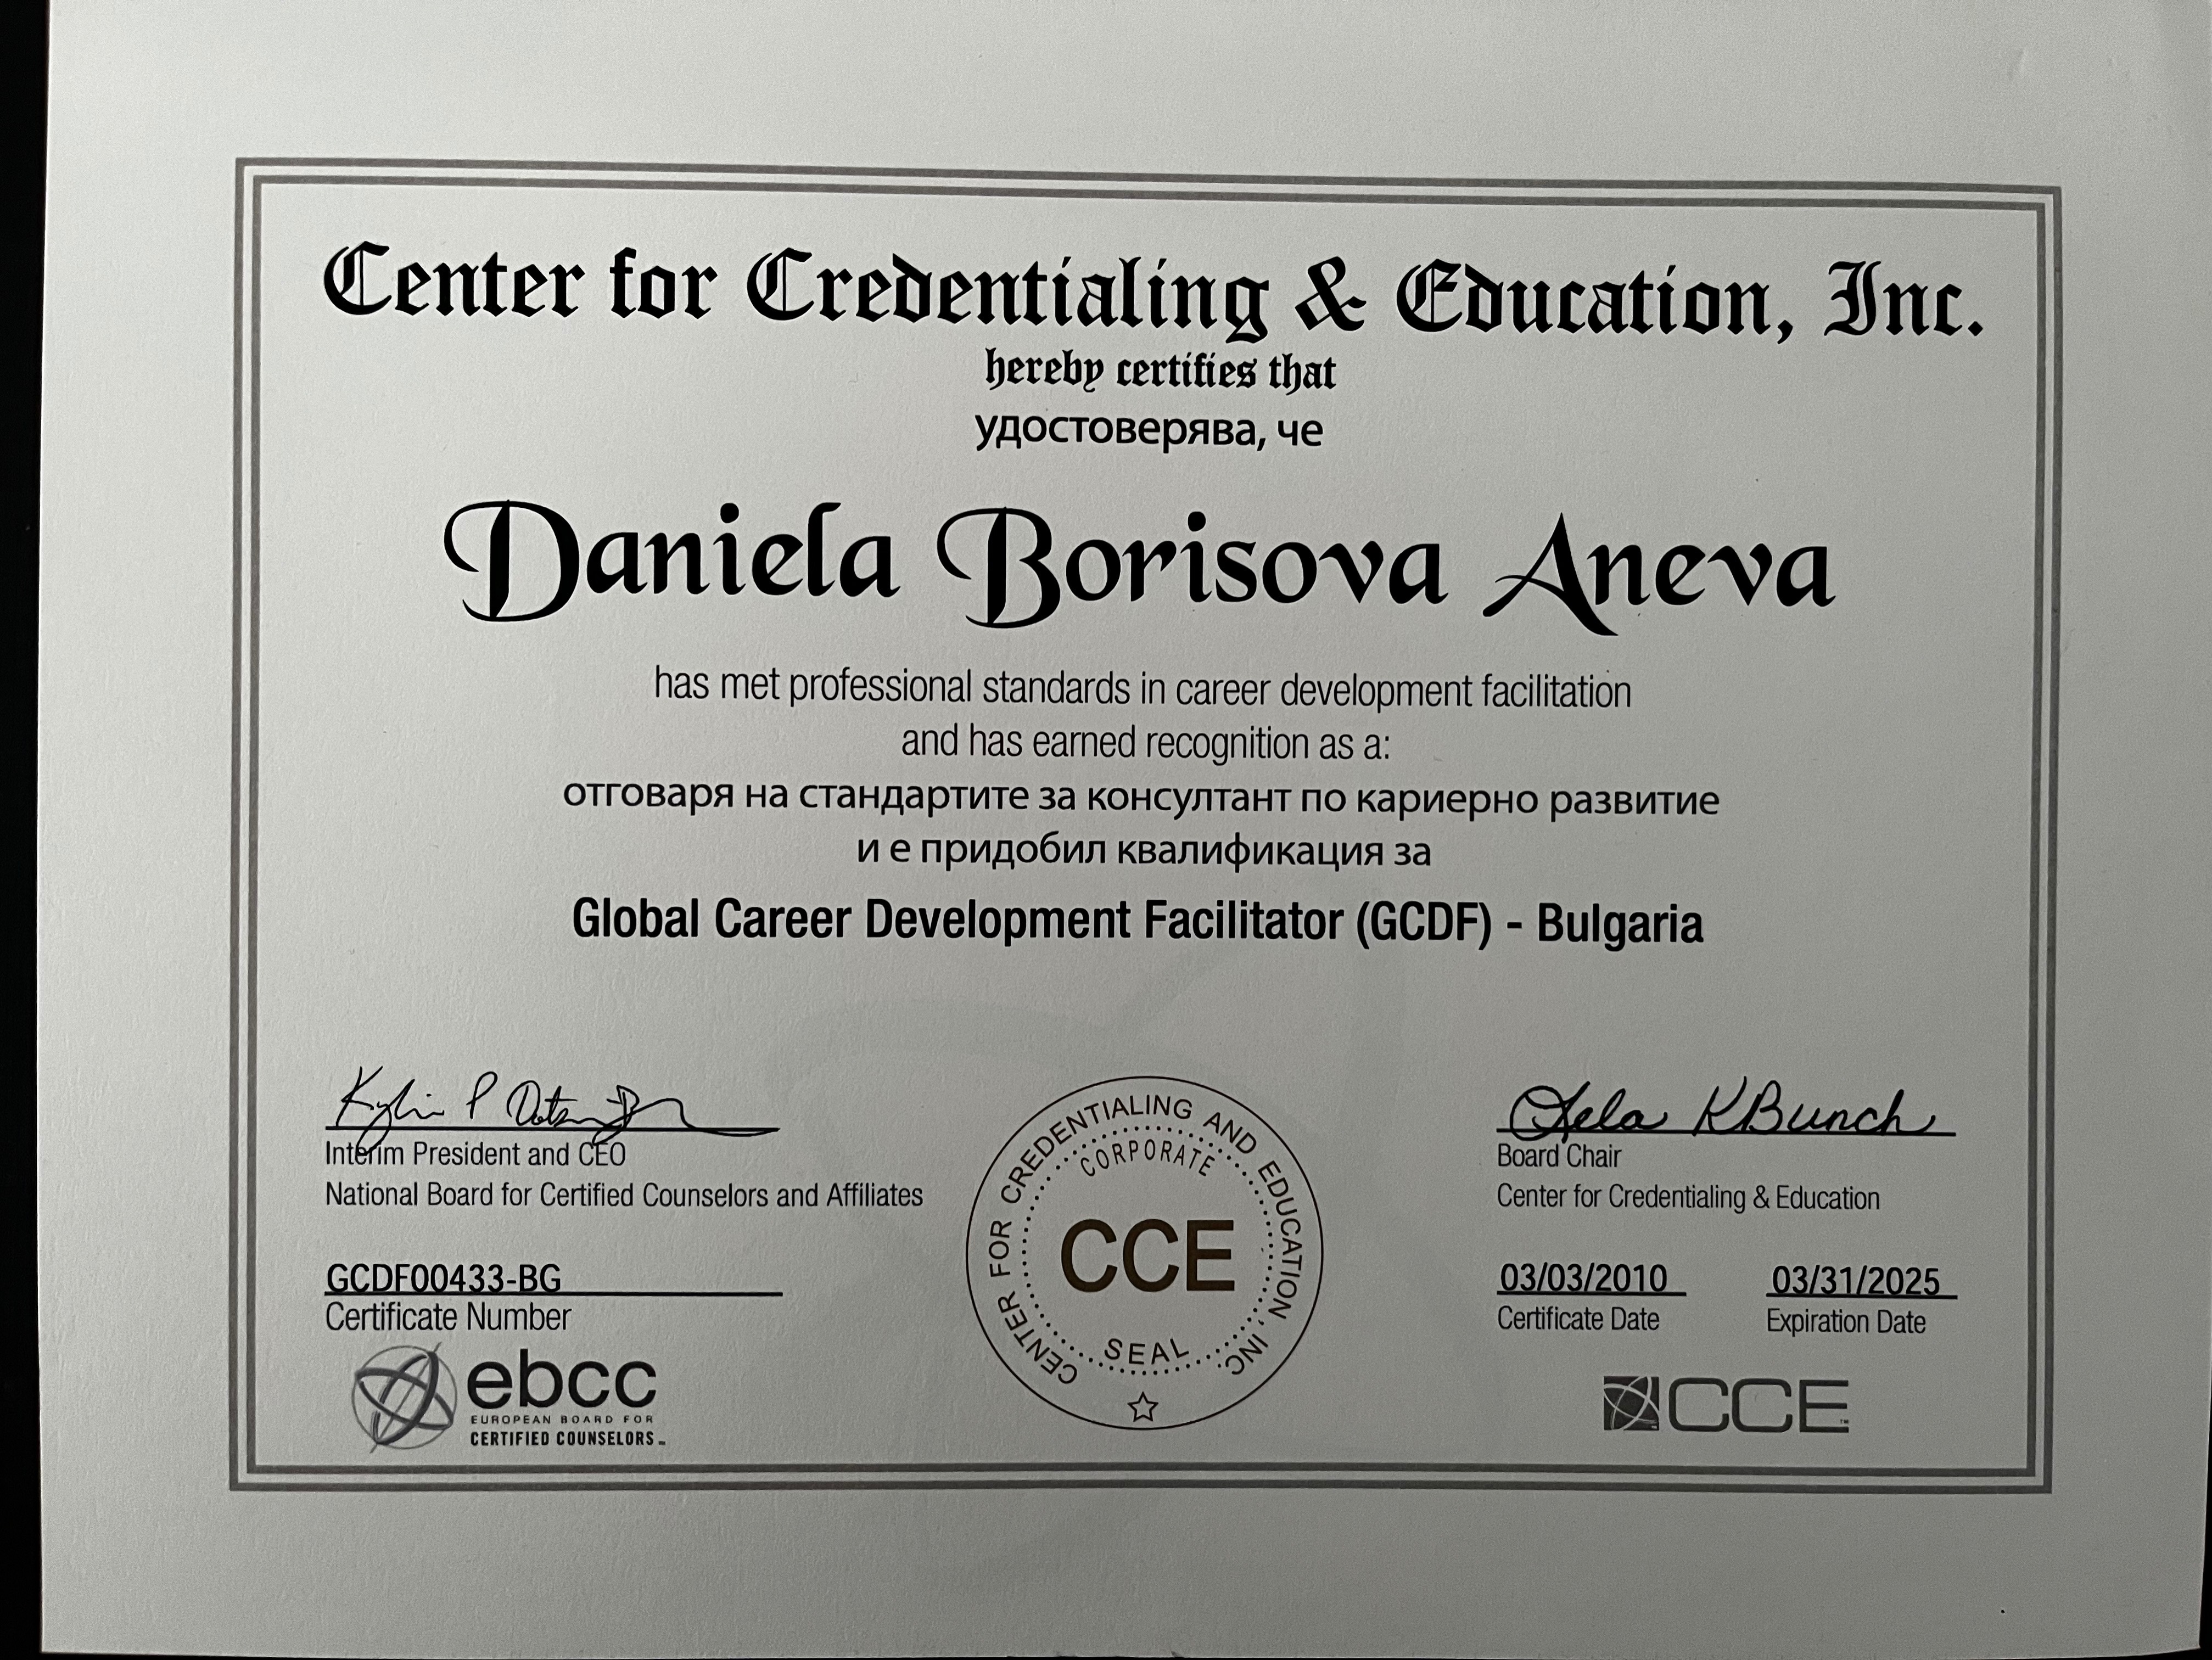 Center for Credentialing & Education, Inc.
hereby certifies that
удостоверява, че
Daniela Borisova Aneva
has met professional standards in career development facilitation
and has earned recognition as a:
отговаря на стандартите за консултант по кариерно развитие
и е придобил квалификация за
Global Career Development Facilitator (GCDF) - Bulgaria
Interim President and CEO
National Board for Certified Counselors and Affiliates
GCDF00433-BG
Certificate Number
ebcc
EUROPEAN BOARD FOR
CERTIFIED COUNSELORS
CENTER FOR CREDENTIALING AND EDUCATION, INC.
CORPORATE
CCE
SEAL
K Bunch
Board Chair
Center for Credentialing & Education
03/03/2010 03/31/2025
Certificate Date Expiration Date
CCE